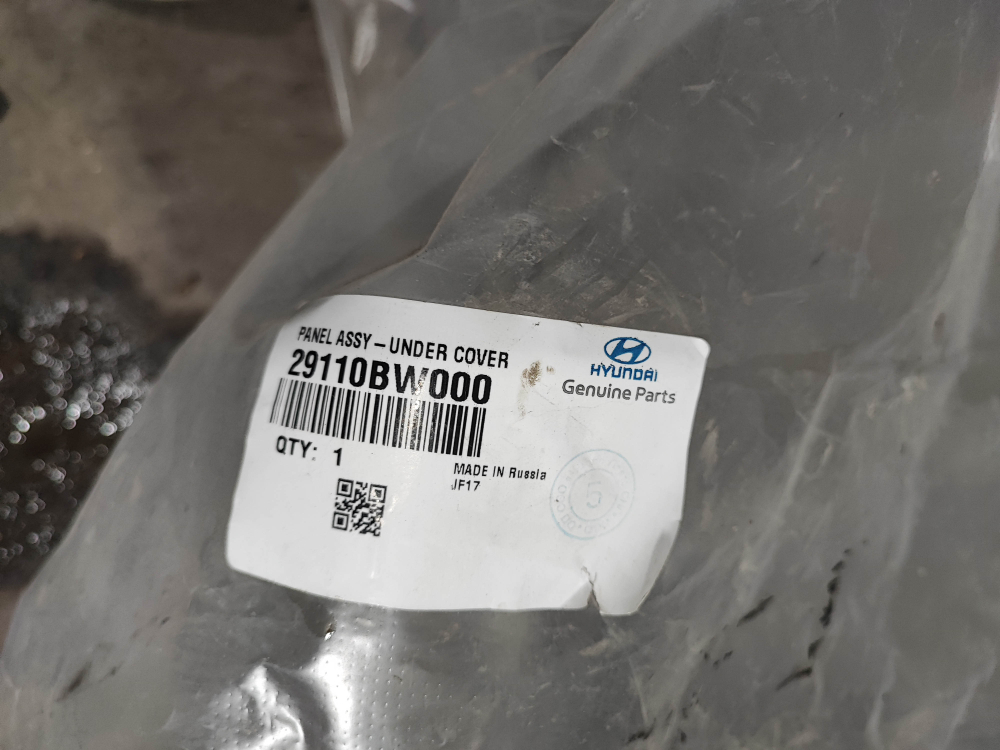 PANEL ASSY – UNDER COVER
29110BW000
QTY: 1
MADE IN Russia
JF17
HYUNDAI
Genuine Parts
5